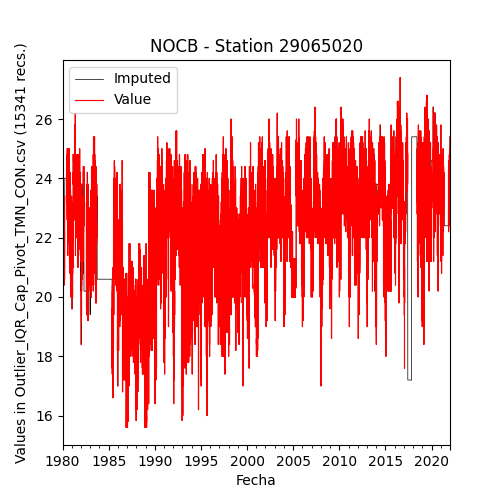 NOCB - Station 29065020
Imputed
Value
Values in Outlier_IQR_Cap_Pivot_TMN_CON.csv (15341 recs.)
26
24
22
20
18
16
1980 1985 1990 1995 2000 2005 2010 2015 2020
Fecha